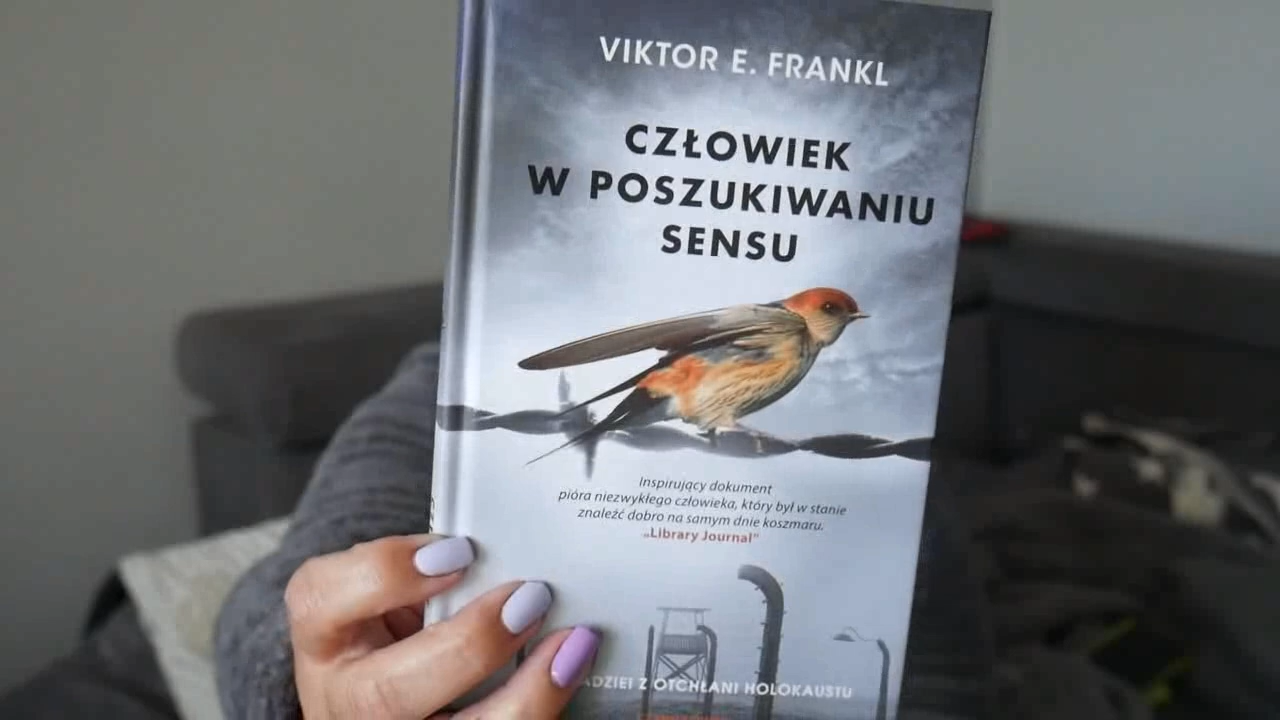 VIKTOR E. FRANKL
CZŁOWIEK
W POSZUKIWANIU
SENSU
Inspirujący dokument
pióra niezwykłego człowieka, który był w stanie
znaleźć dobro na samym dnie koszmaru.
„Library Journal”
Z OTCHŁANI HOLOKAUSTU